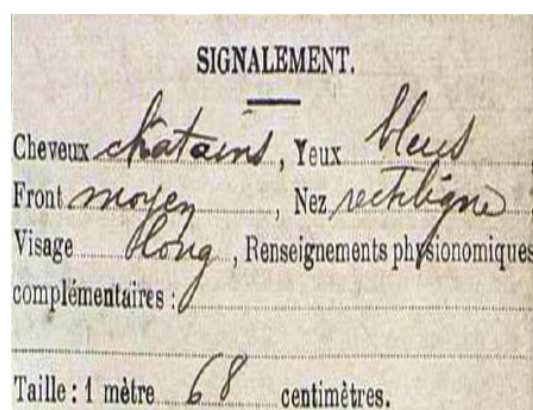 SIGNALEMENT.
Cheveux chatains, Yeux bleus,
Front moyen, Nez rectiligne,
Visage long, Renseignements physionomiques
complémentaires :
Taille : 1 mètre 68 centimètres.